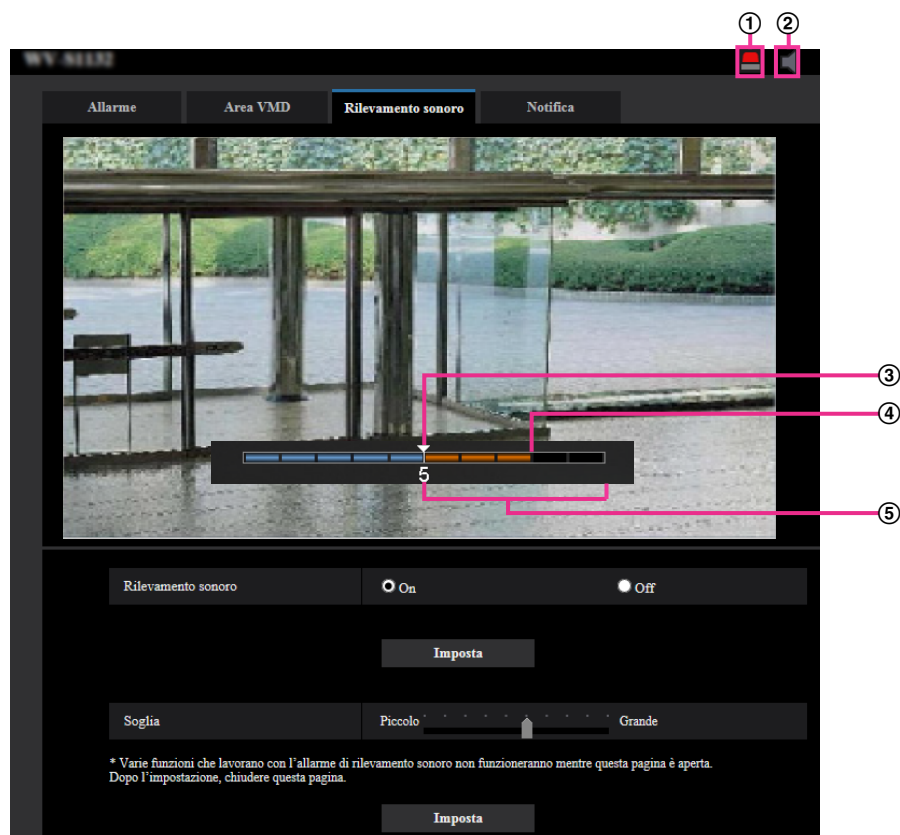 ① ②
WV-S1132
Allarme Area VMD Rilevamento sonoro Notifica
③
④
5
⑤
Rilevamento sonoro On Off
Imposta
Soglia Piccolo Grande
* Varie funzioni che lavorano con l'allarme di rilevamento sonoro non funzioneranno mentre questa pagina è aperta.
Dopo l'impostazione, chiudere questa pagina.
Imposta